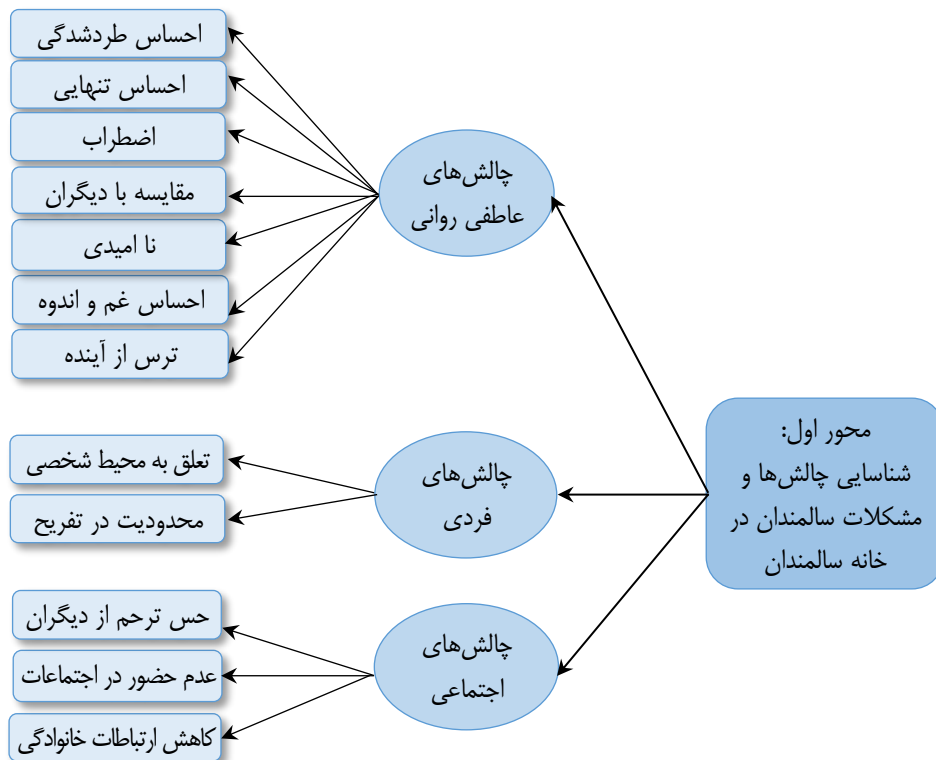 محور اول:
شناسایی چالش‌ها و
مشکلات سالمندان در
خانه سالمندان
چالش‌های
عاطفی روانی
احساس طردشدگی
احساس تنهایی
اضطراب
مقایسه با دیگران
نا امیدی
احساس غم و اندوه
ترس از آینده
چالش‌های
فردی
تعلق به محیط شخصی
محدودیت در تفریح
چالش‌های
اجتماعی
حس ترحم از دیگران
عدم حضور در اجتماعات
کاهش ارتباطات خانوادگی